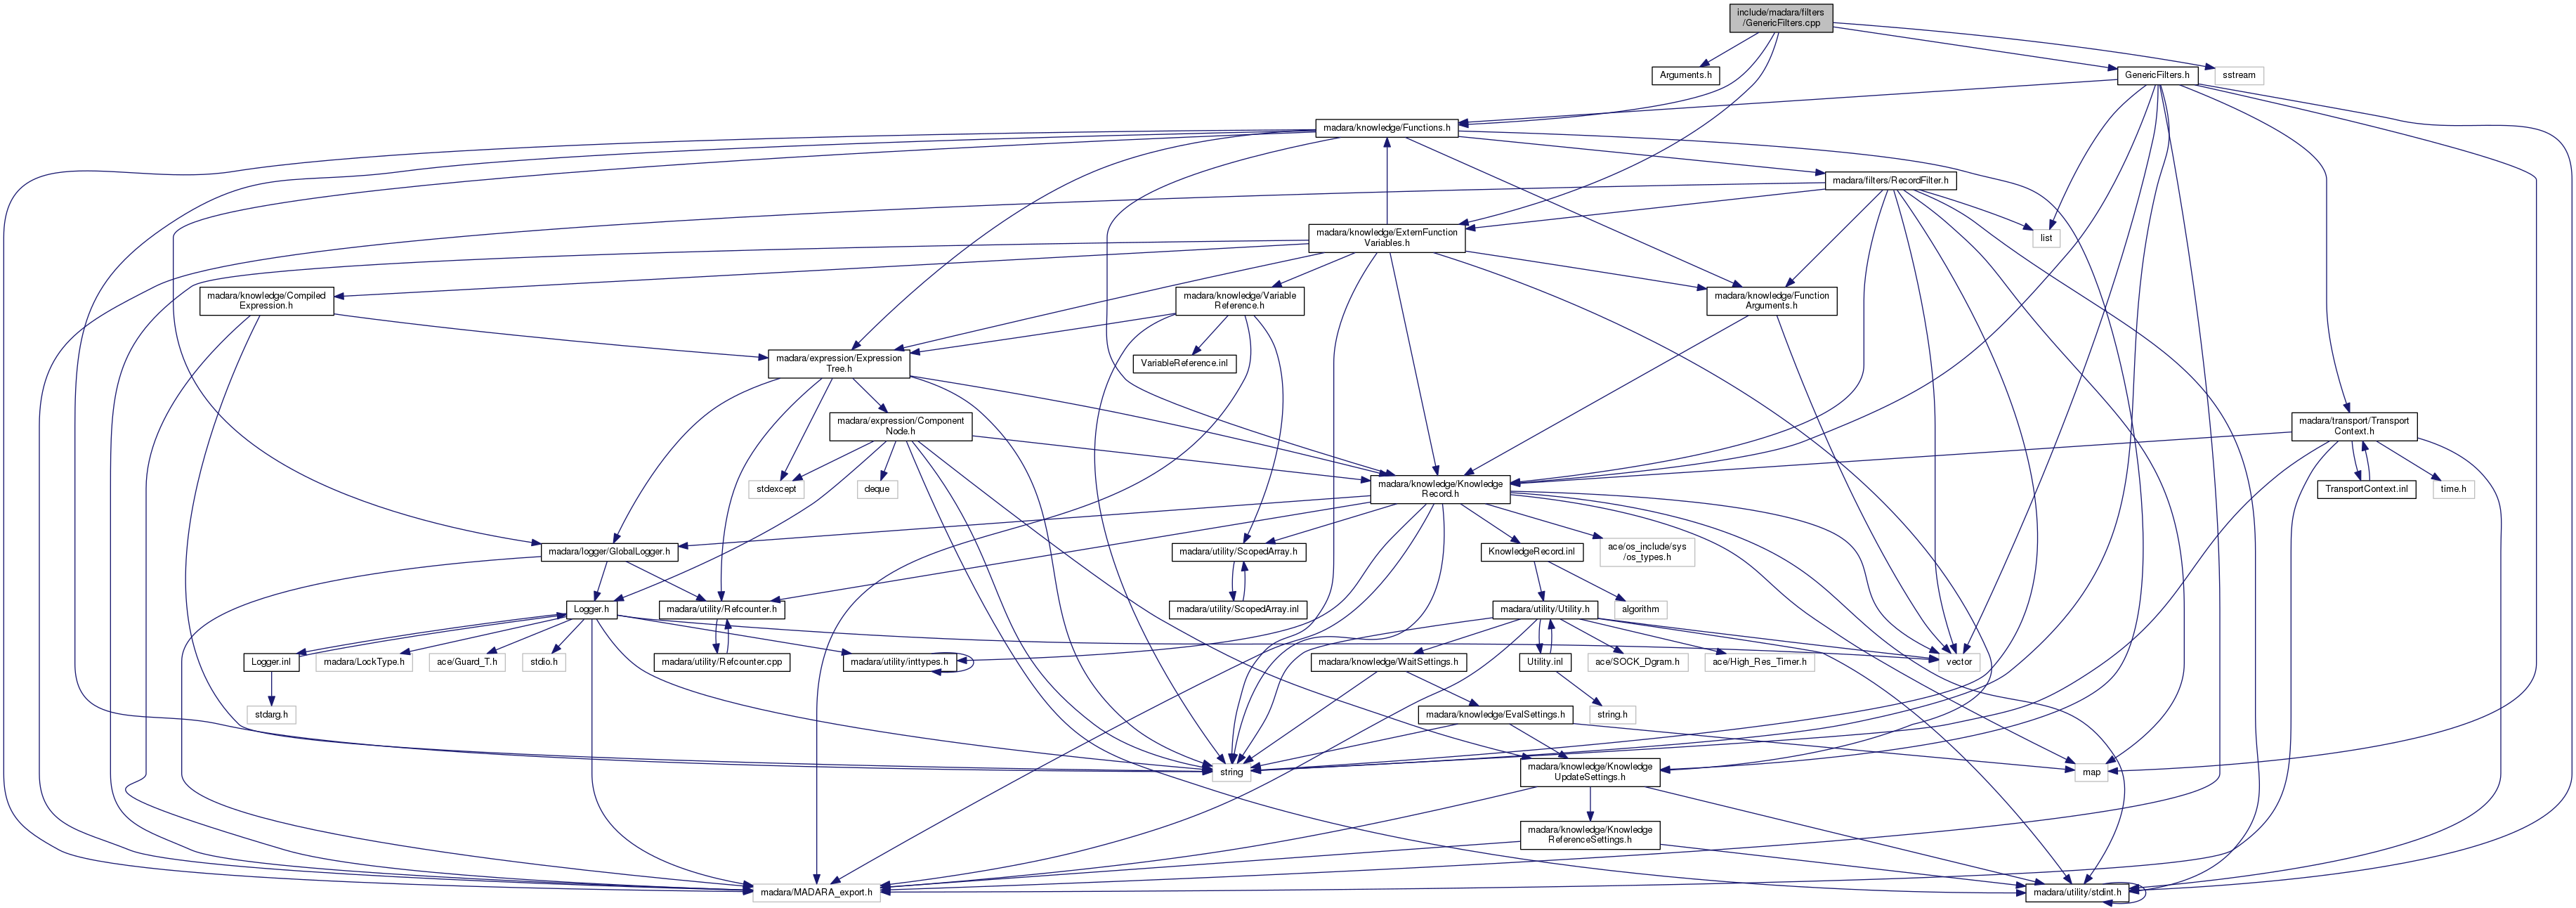 include/madara/filters
/GenericFilters.cpp
Arguments.h
GenericFilters.h
sstream
madara/knowledge/Functions.h
madara/filters/RecordFilter.h
madara/knowledge/ExternFunction
Variables.h
list
madara/knowledge/Compiled
Expression.h
madara/knowledge/Variable
Reference.h
madara/knowledge/Function
Arguments.h
madara/expression/Expression
Tree.h
VariableReference.inl
madara/expression/Component
Node.h
madara/transport/Transport
Context.h
stdexcept
deque
madara/knowledge/Knowledge
Record.h
TransportContext.inl
time.h
madara/logger/GlobalLogger.h
madara/utility/ScopedArray.h
KnowledgeRecord.inl
ace/os_include/sys
/os_types.h
Logger.h
madara/utility/Refcounter.h
madara/utility/ScopedArray.inl
madara/utility/Utility.h
algorithm
Logger.inl
madara/LockType.h
ace/Guard_T.h
stdio.h
madara/utility/Refcounter.cpp
madara/utility/inttypes.h
madara/knowledge/WaitSettings.h
Utility.inl
ace/SOCK_Dgram.h
ace/High_Res_Timer.h
vector
stdarg.h
madara/knowledge/EvalSettings.h
string.h
string
madara/knowledge/Knowledge
UpdateSettings.h
map
madara/knowledge/Knowledge
ReferenceSettings.h
madara/MADARA_export.h
madara/utility/stdint.h